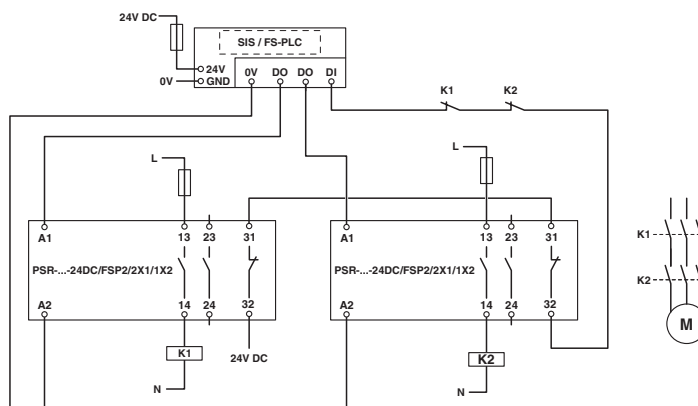 24V DC
SIS / FS-PLC
24V
0V GND
0V DO DO DI
K1 K2
L L
A1 13 23 31
A1 13 23 31
K1
PSR-...-24DC/FSP2/2X1/1X2
PSR-...-24DC/FSP2/2X1/1X2
K2
A2 14 24 32
A2 14 24 32
M
K1 24V DC
K2
N N